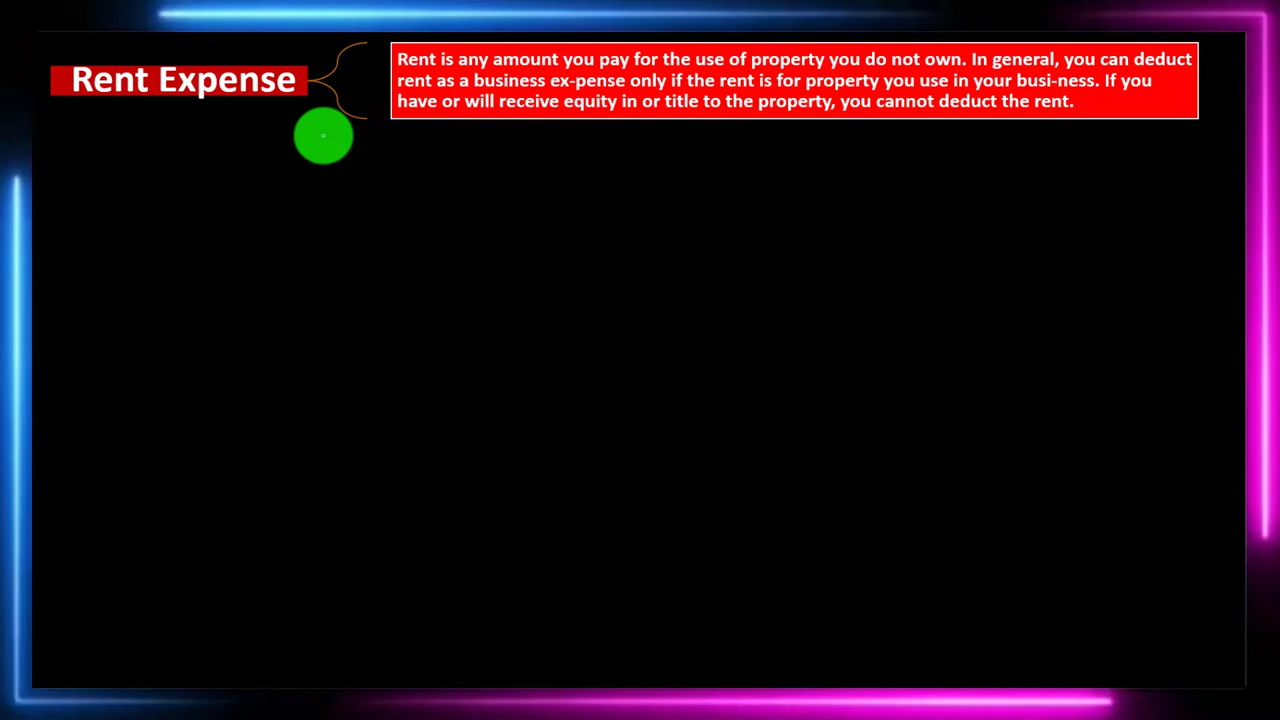 Rent Expense
Rent is any amount you pay for the use of property you do not own. In general, you can deduct
rent as a business ex-pense only if the rent is for property you use in your busi-ness. If you
have or will receive equity in or title to the property, you cannot deduct the rent.